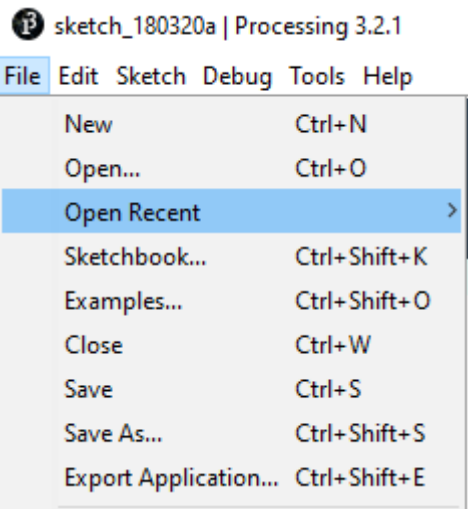 sketch_180320a | Processing 3.2.1
File Edit Sketch Debug Tools Help
New Ctrl+N
Open... Ctrl+O
Open Recent >
Sketchbook... Ctrl+Shift+K
Examples... Ctrl+Shift+O
Close Ctrl+W
Save Ctrl+S
Save As... Ctrl+Shift+S
Export Application... Ctrl+Shift+E